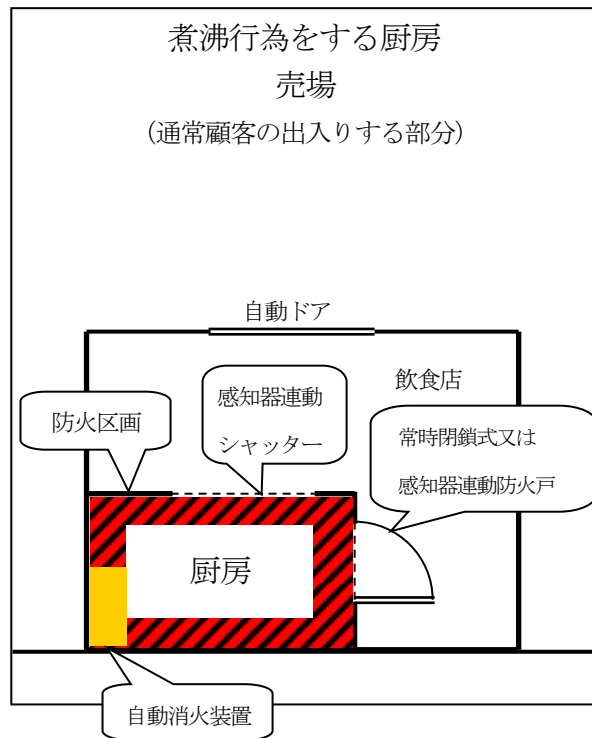 煮沸行為をする厨房
売場
（通常顧客の出入りする部分）
自動ドア
飲食店
防火区画
感知器連動
シャッター
常時閉鎖式又は
感知器連動防火戸
厨房
自動消火装置